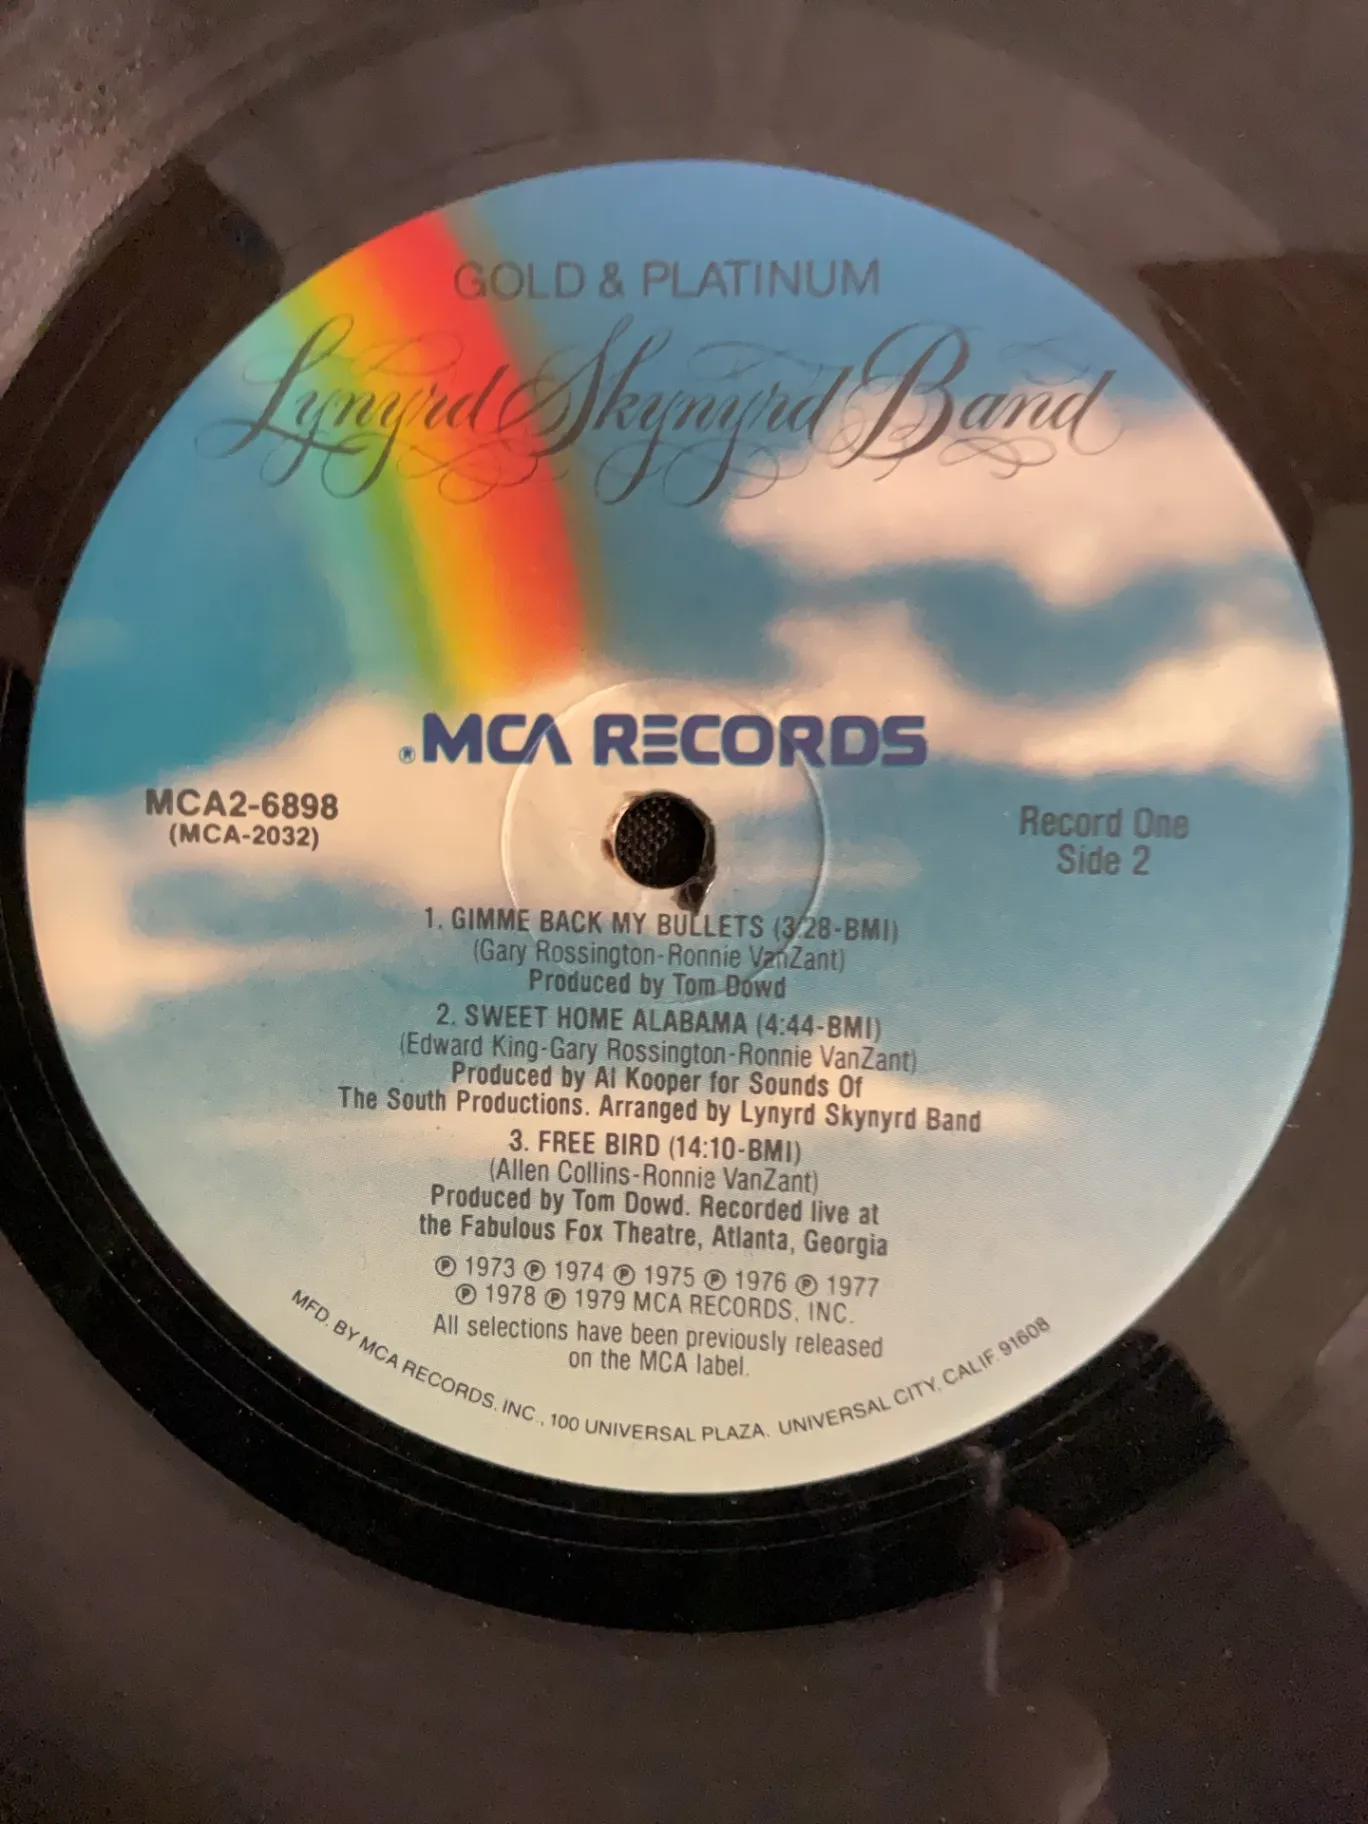 GOLD & PLATINUM
Lynyrd Skynyrd Band
®MCA RECORDS
MCA2-6898
(MCA-2032)
Record One
Side 2
1. GIMME BACK MY BULLETS (3:28-BMI)
(Gary Rossington-Ronnie VanZant)
Produced by Tom Dowd
2. SWEET HOME ALABAMA (4:44-BMI)
(Edward King-Gary Rossington-Ronnie VanZant)
Produced by Al Kooper for Sounds Of
The South Productions. Arranged by Lynyrd Skynyrd Band
3. FREE BIRD (14:10-BMI)
(Allen Collins-Ronnie VanZant)
Produced by Tom Dowd. Recorded live at
the Fabulous Fox Theatre, Atlanta, Georgia
℗ 1973 ℗ 1974 ℗ 1975 ℗ 1976 ℗ 1977
℗ 1978 ℗ 1979 MCA RECORDS, INC.
All selections have been previously released
on the MCA label.
MFD. BY MCA RECORDS, INC., 100 UNIVERSAL PLAZA, UNIVERSAL CITY, CALIF. 91608